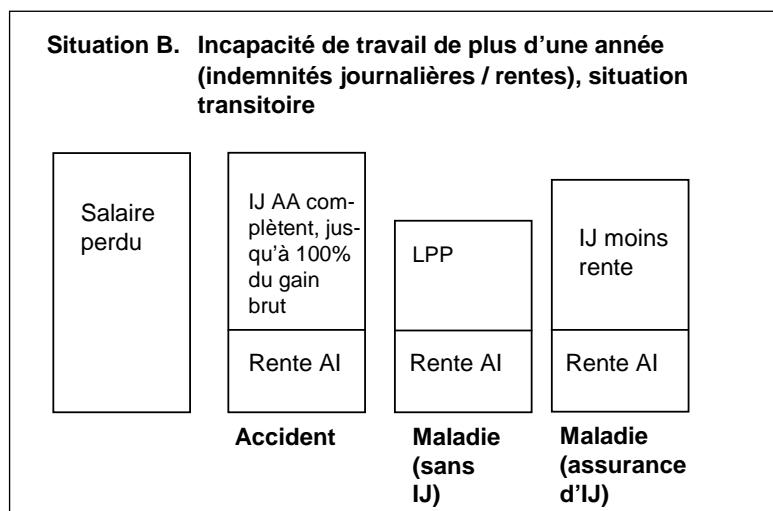 Situation B. Incapacité de travail de plus d'une année
(indemnités journalières / rentes), situation
transitoire
Salaire
perdu
IJ AA com-
plètent, jus-
qu'à 100%
du gain
brut
Rente AI
LPP
Rente AI
IJ moins
rente
Rente AI
Accident
Maladie
(sans
IJ)
Maladie
(assurance
d'IJ)